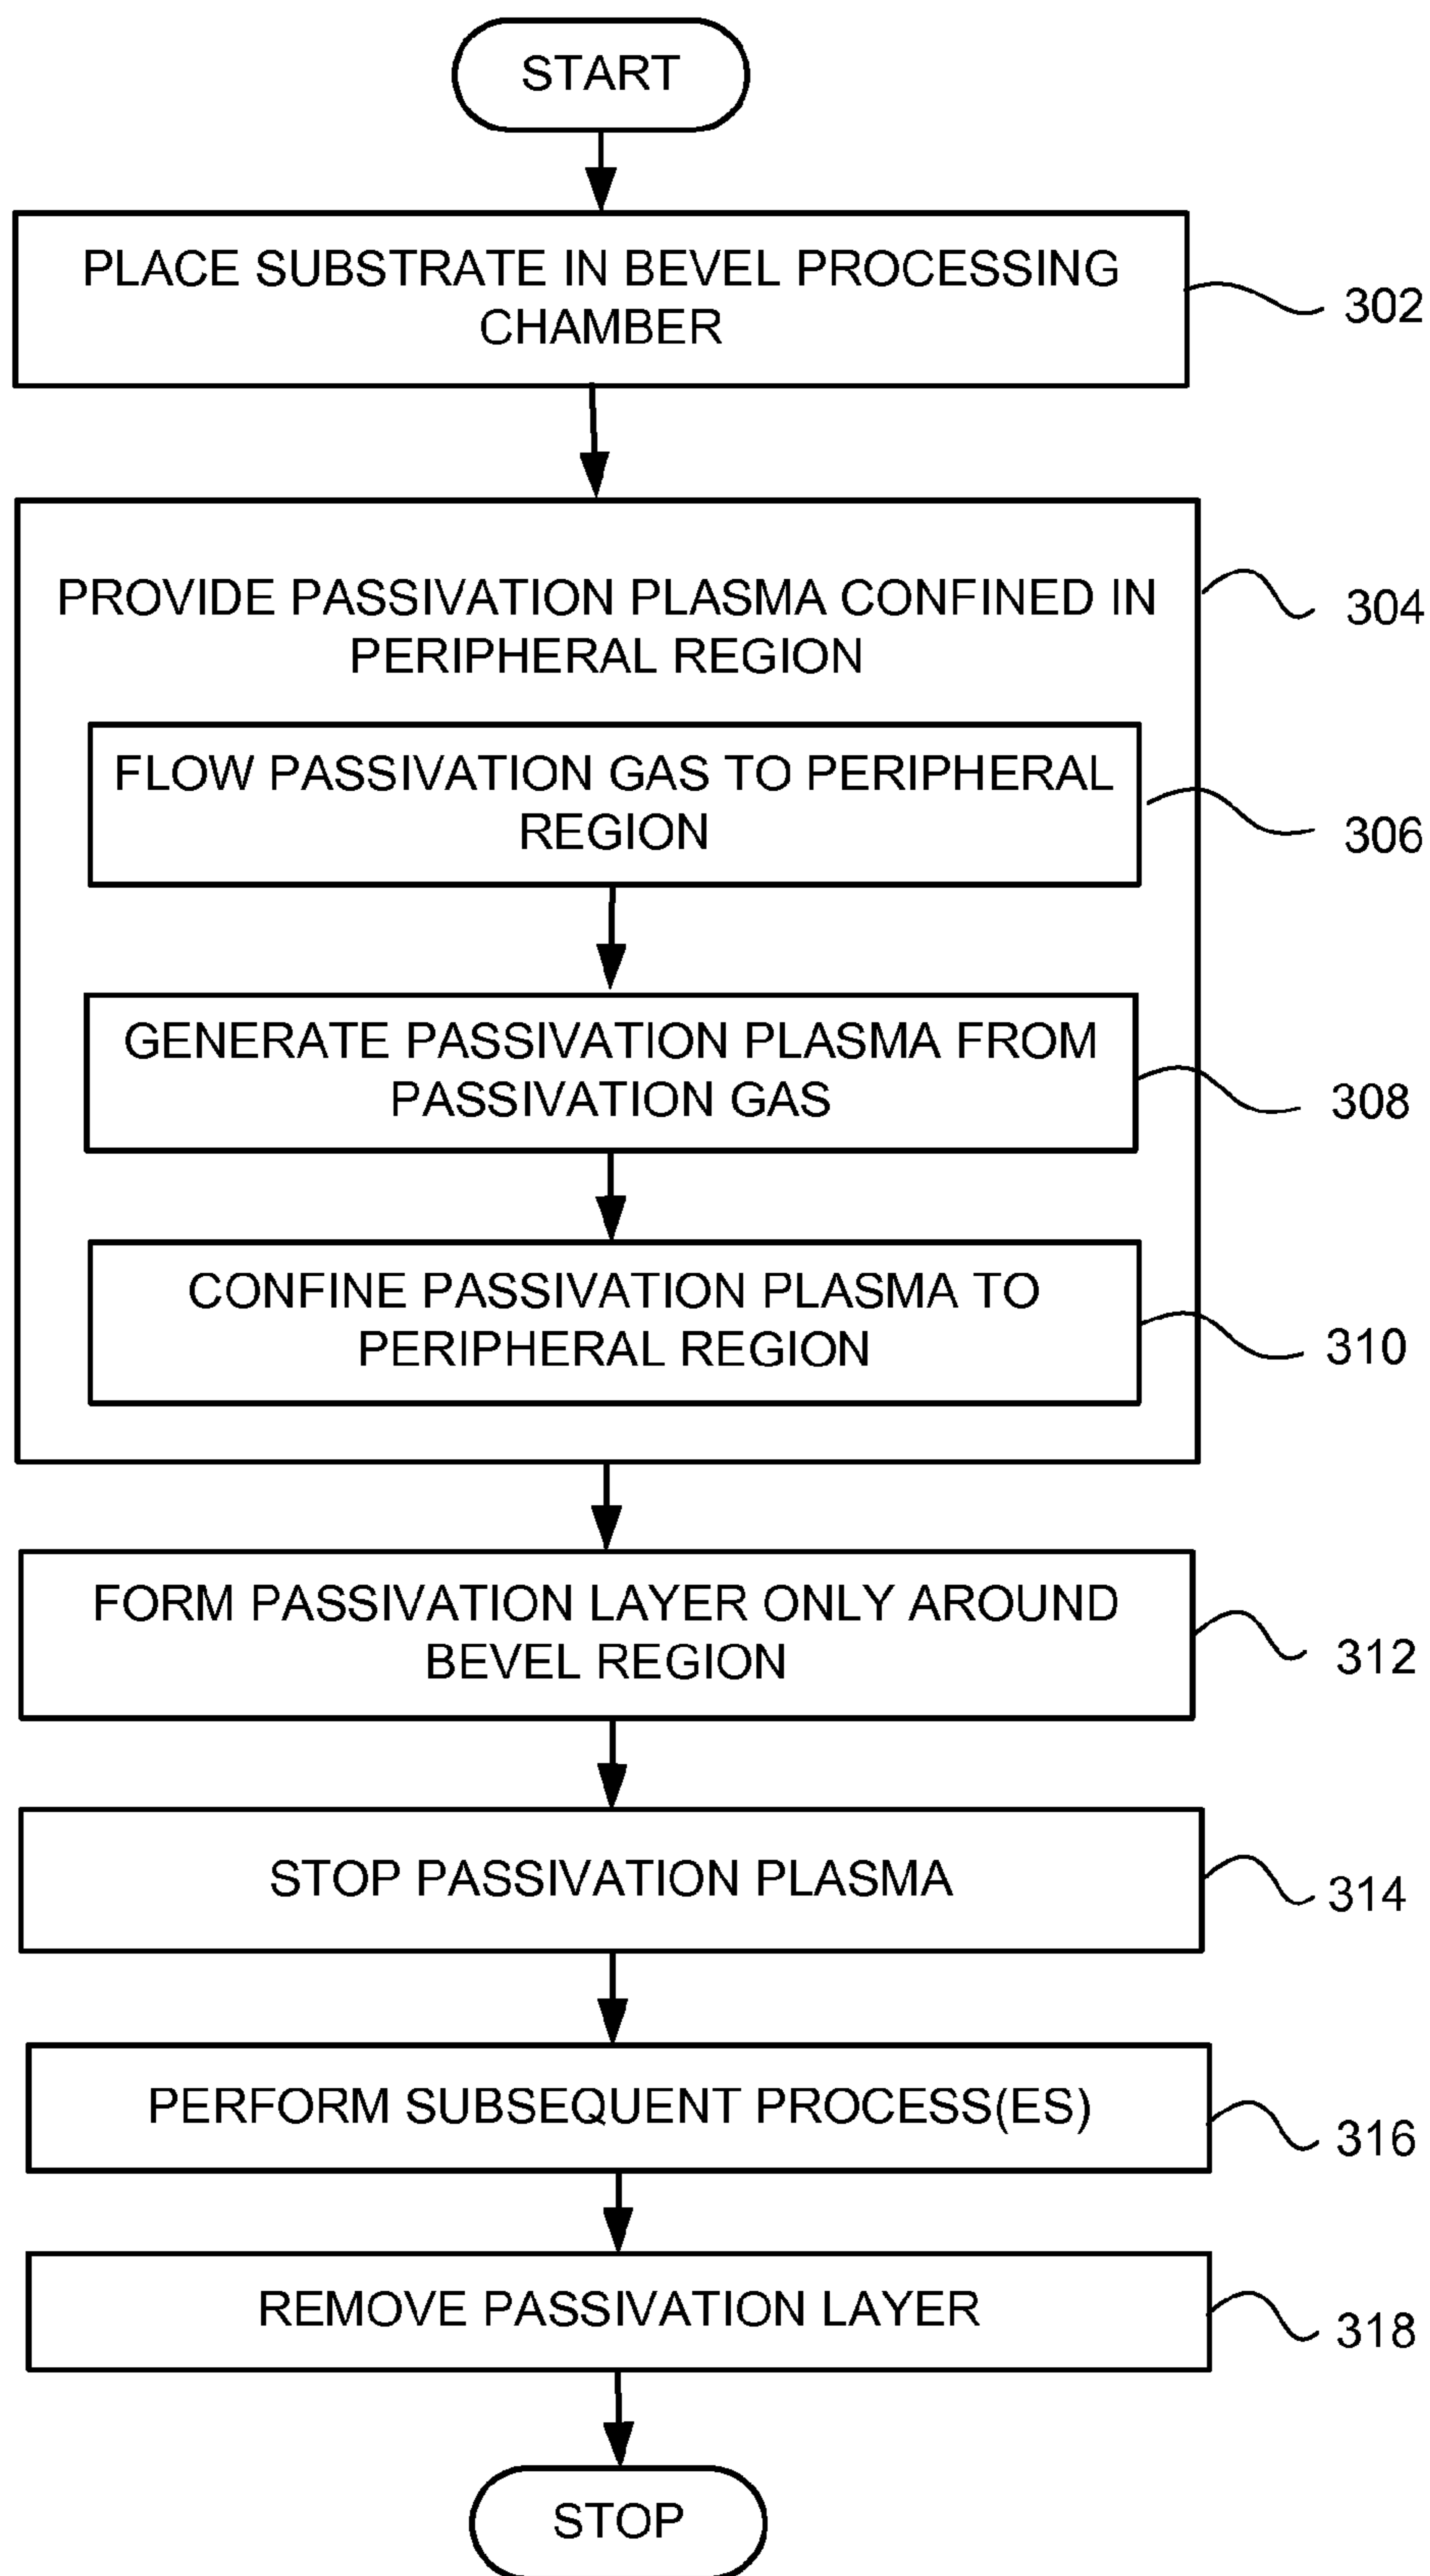 START
PLACE SUBSTRATE IN BEVEL PROCESSING
CHAMBER
302
PROVIDE PASSIVATION PLASMA CONFINED IN
PERIPHERAL REGION
304
FLOW PASSIVATION GAS TO PERIPHERAL
REGION
306
GENERATE PASSIVATION PLASMA FROM
PASSIVATION GAS
308
CONFINE PASSIVATION PLASMA TO
PERIPHERAL REGION
310
FORM PASSIVATION LAYER ONLY AROUND
BEVEL REGION
312
STOP PASSIVATION PLASMA
314
PERFORM SUBSEQUENT PROCESS(ES)
316
REMOVE PASSIVATION LAYER
318
STOP